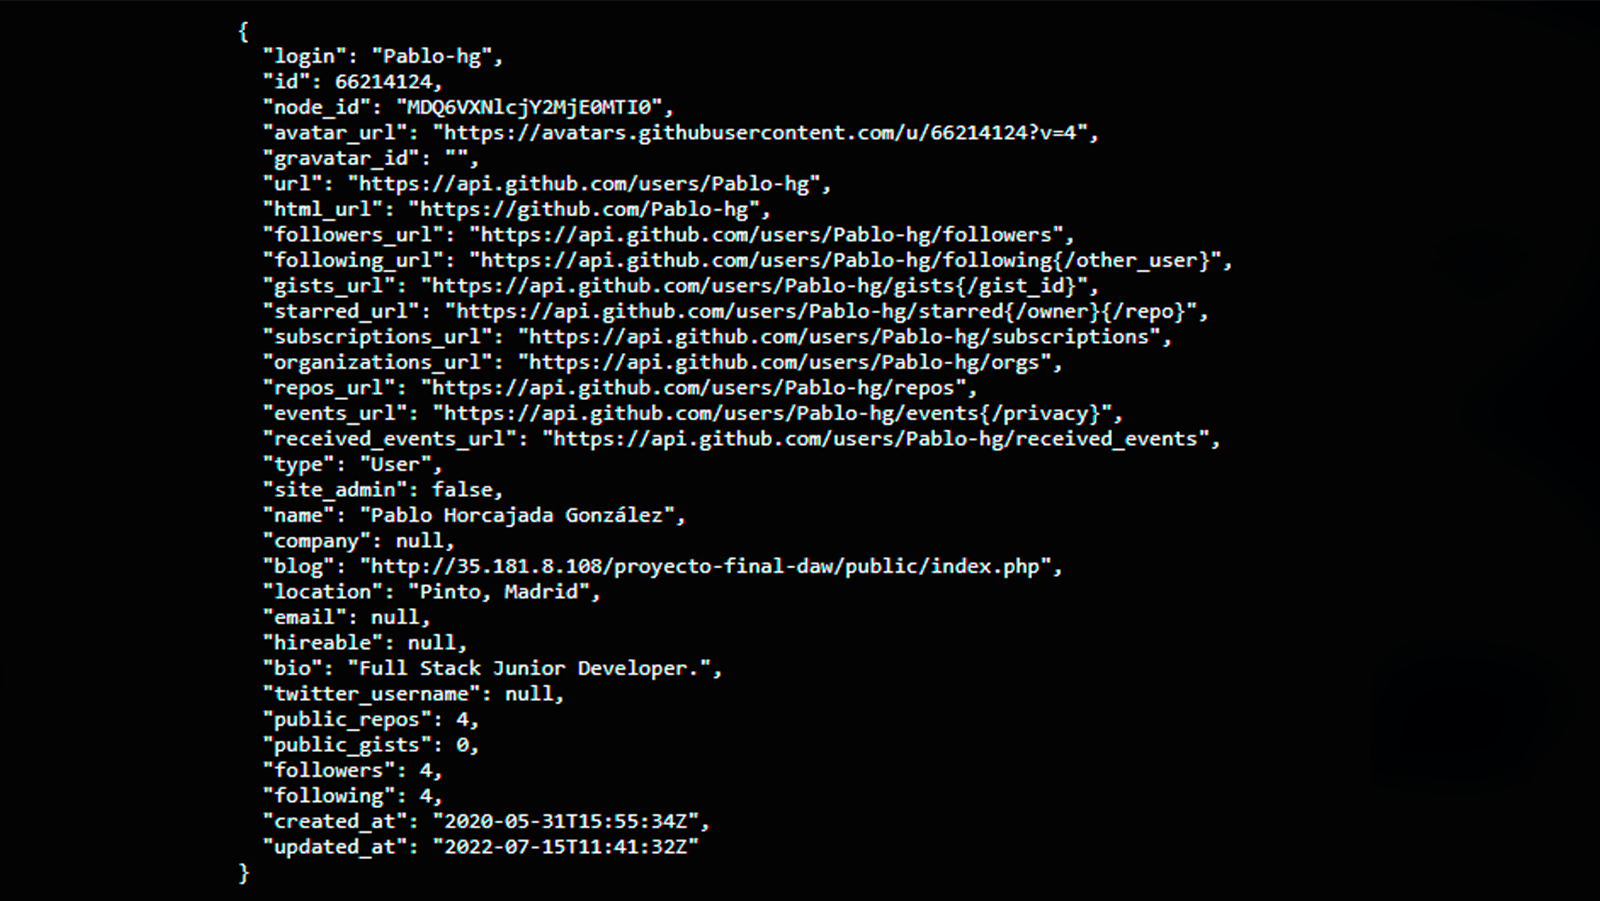 {
"login": "Pablo-hg",
"id": 66214124,
"node_id": "MDQ6VXNlcjY2MjE0MTI0",
"avatar_url": "https://avatars.githubusercontent.com/u/66214124?v=4",
"gravatar_id": "",
"url": "https://api.github.com/users/Pablo-hg",
"html_url": "https://github.com/Pablo-hg",
"followers_url": "https://api.github.com/users/Pablo-hg/followers",
"following_url": "https://api.github.com/users/Pablo-hg/following{/other_user}",
"gists_url": "https://api.github.com/users/Pablo-hg/gists{/gist_id}",
"starred_url": "https://api.github.com/users/Pablo-hg/starred{/owner}{/repo}",
"subscriptions_url": "https://api.github.com/users/Pablo-hg/subscriptions",
"organizations_url": "https://api.github.com/users/Pablo-hg/orgs",
"repos_url": "https://api.github.com/users/Pablo-hg/repos",
"events_url": "https://api.github.com/users/Pablo-hg/events{/privacy}",
"received_events_url": "https://api.github.com/users/Pablo-hg/received_events",
"type": "User",
"site_admin": false,
"name": "Pablo Horcajada González",
"company": null,
"blog": "http://35.181.8.108/proyecto-final-daw/public/index.php",
"location": "Pinto, Madrid",
"email": null,
"hireable": null,
"bio": "Full Stack Junior Developer.",
"twitter_username": null,
"public_repos": 4,
"public_gists": 0,
"followers": 4,
"following": 4,
"created_at": "2020-05-31T15:55:34Z",
"updated_at": "2022-07-15T11:41:32Z"
}